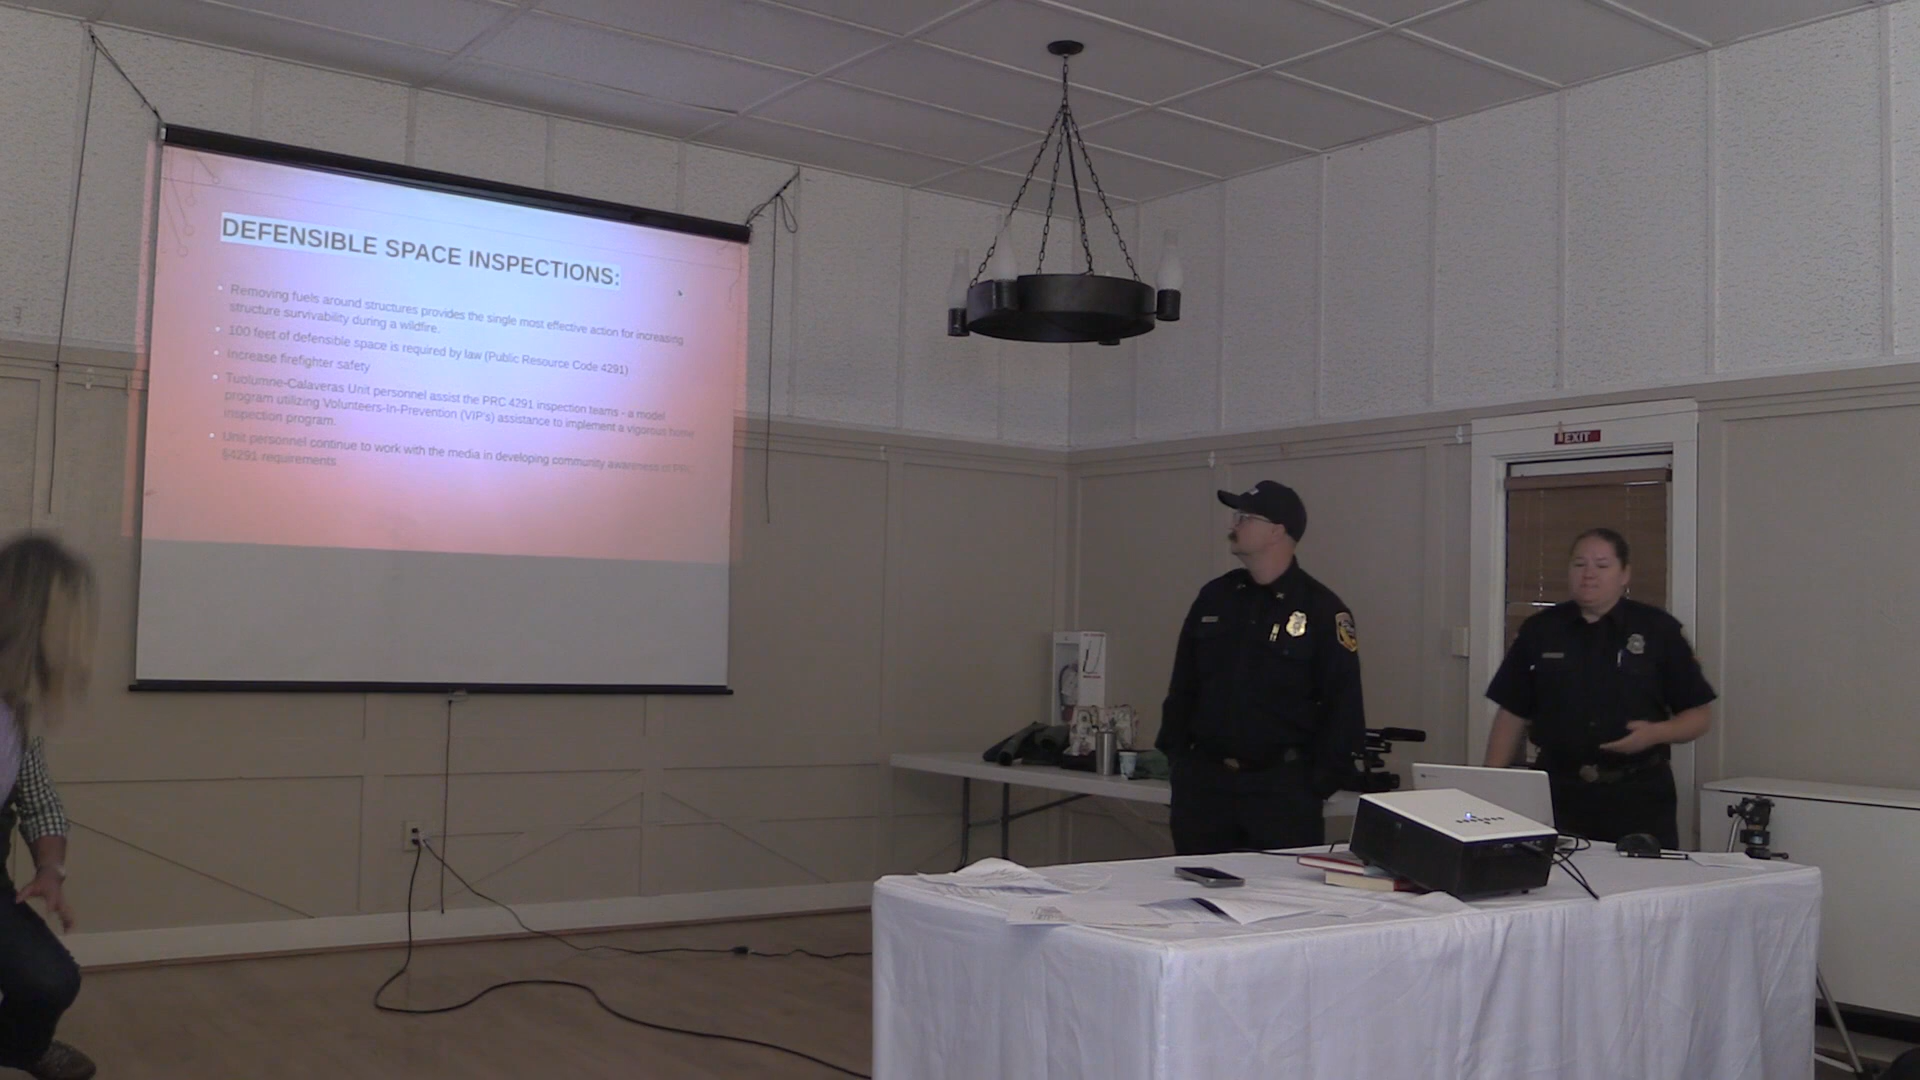 DEFENSIBLE SPACE INSPECTIONS:
Removing fuels around structures provides the single most effective action for increasing
structure survivability during a wildfire.
100 feet of defensible space is required by law (Public Resource Code 4291)
Increase firefighter safety
Tuolumne-Calaveras Unit personnel assist the PRC 4291 inspection teams - a model
program utilizing Volunteers-In-Prevention (VIP's) assistance to implement a vigorous home
inspection program.
Unit personnel continue to work with the media in developing community awareness of PRC
§4291 requirements
EXIT